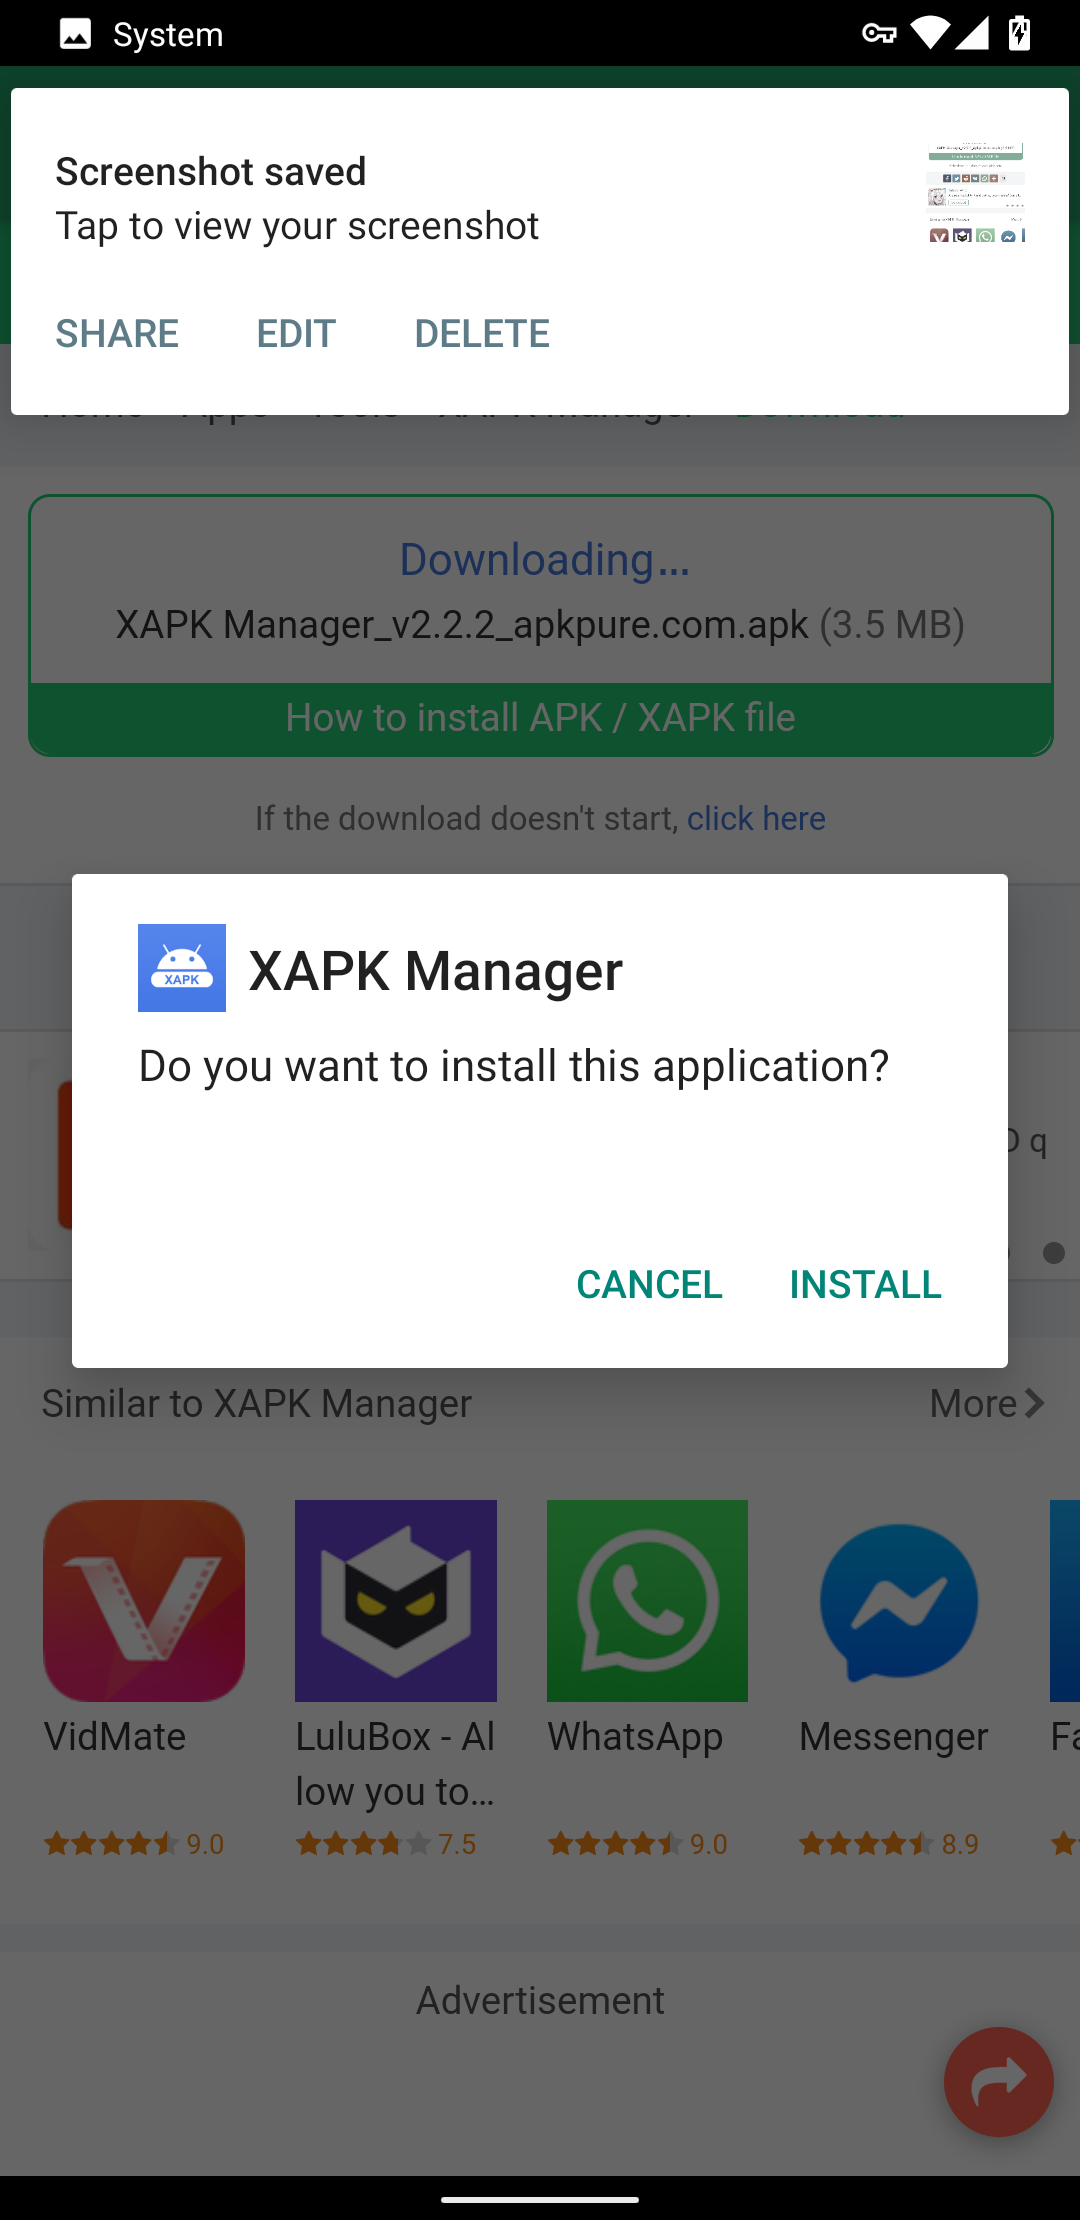 System
Screenshot saved
Tap to view your screenshot
SHARE EDIT DELETE
Downloading...
XAPK Manager_v2.2.2_apkpure.com.apk (3.5 MB)
How to install APK / XAPK file
If the download doesn't start, click here
XAPK
XAPK Manager
Do you want to install this application?
q
CANCEL INSTALL
Similar to XAPK Manager More
VidMate LuluBox - Al WhatsApp Messenger
low you to...
9.0 7.5 9.0 8.9
Advertisement